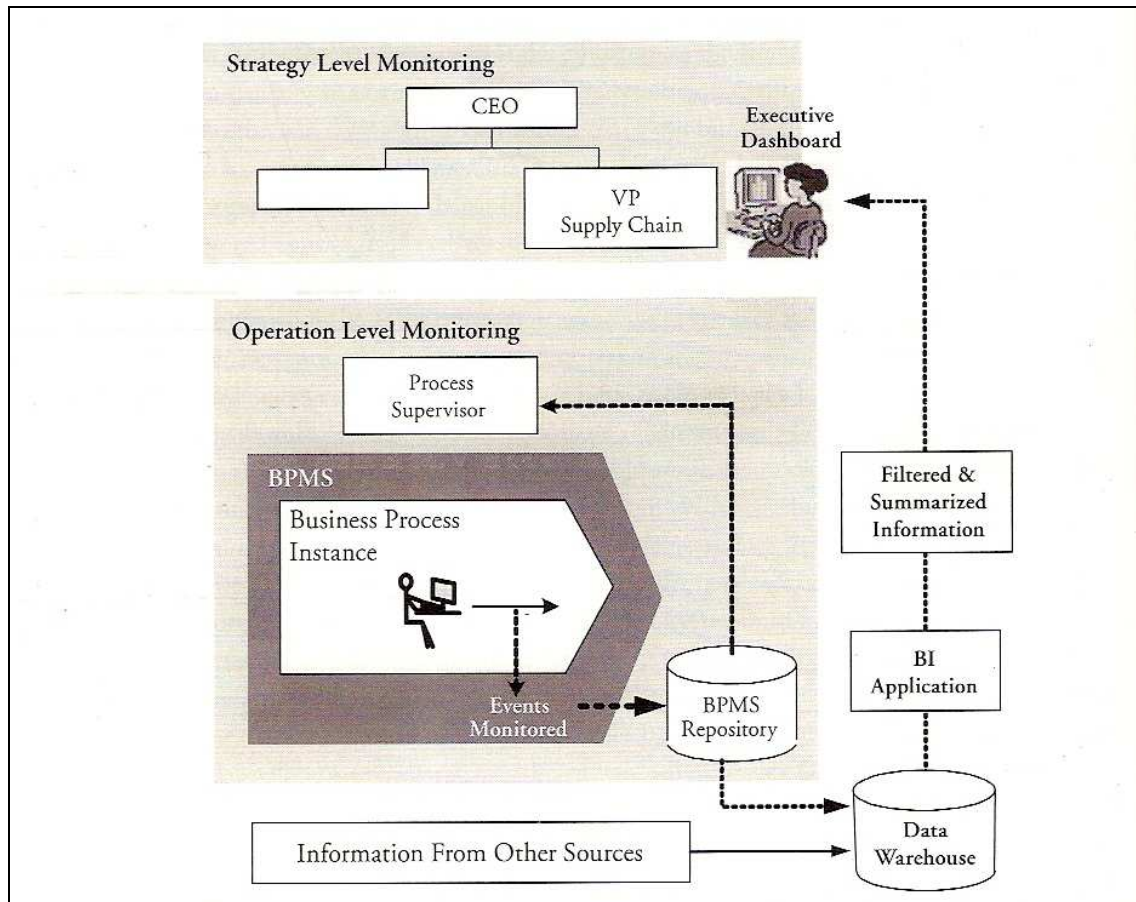 Strategy Level Monitoring
CEO
Executive
Dashboard
VP
Supply Chain
Operation Level Monitoring
Process
Supervisor
BPMS
Business Process
Instance
Events
Monitored
BPMS
Repository
Filtered &
Summarized
Information
BI
Application
Data
Warehouse
Information From Other Sources